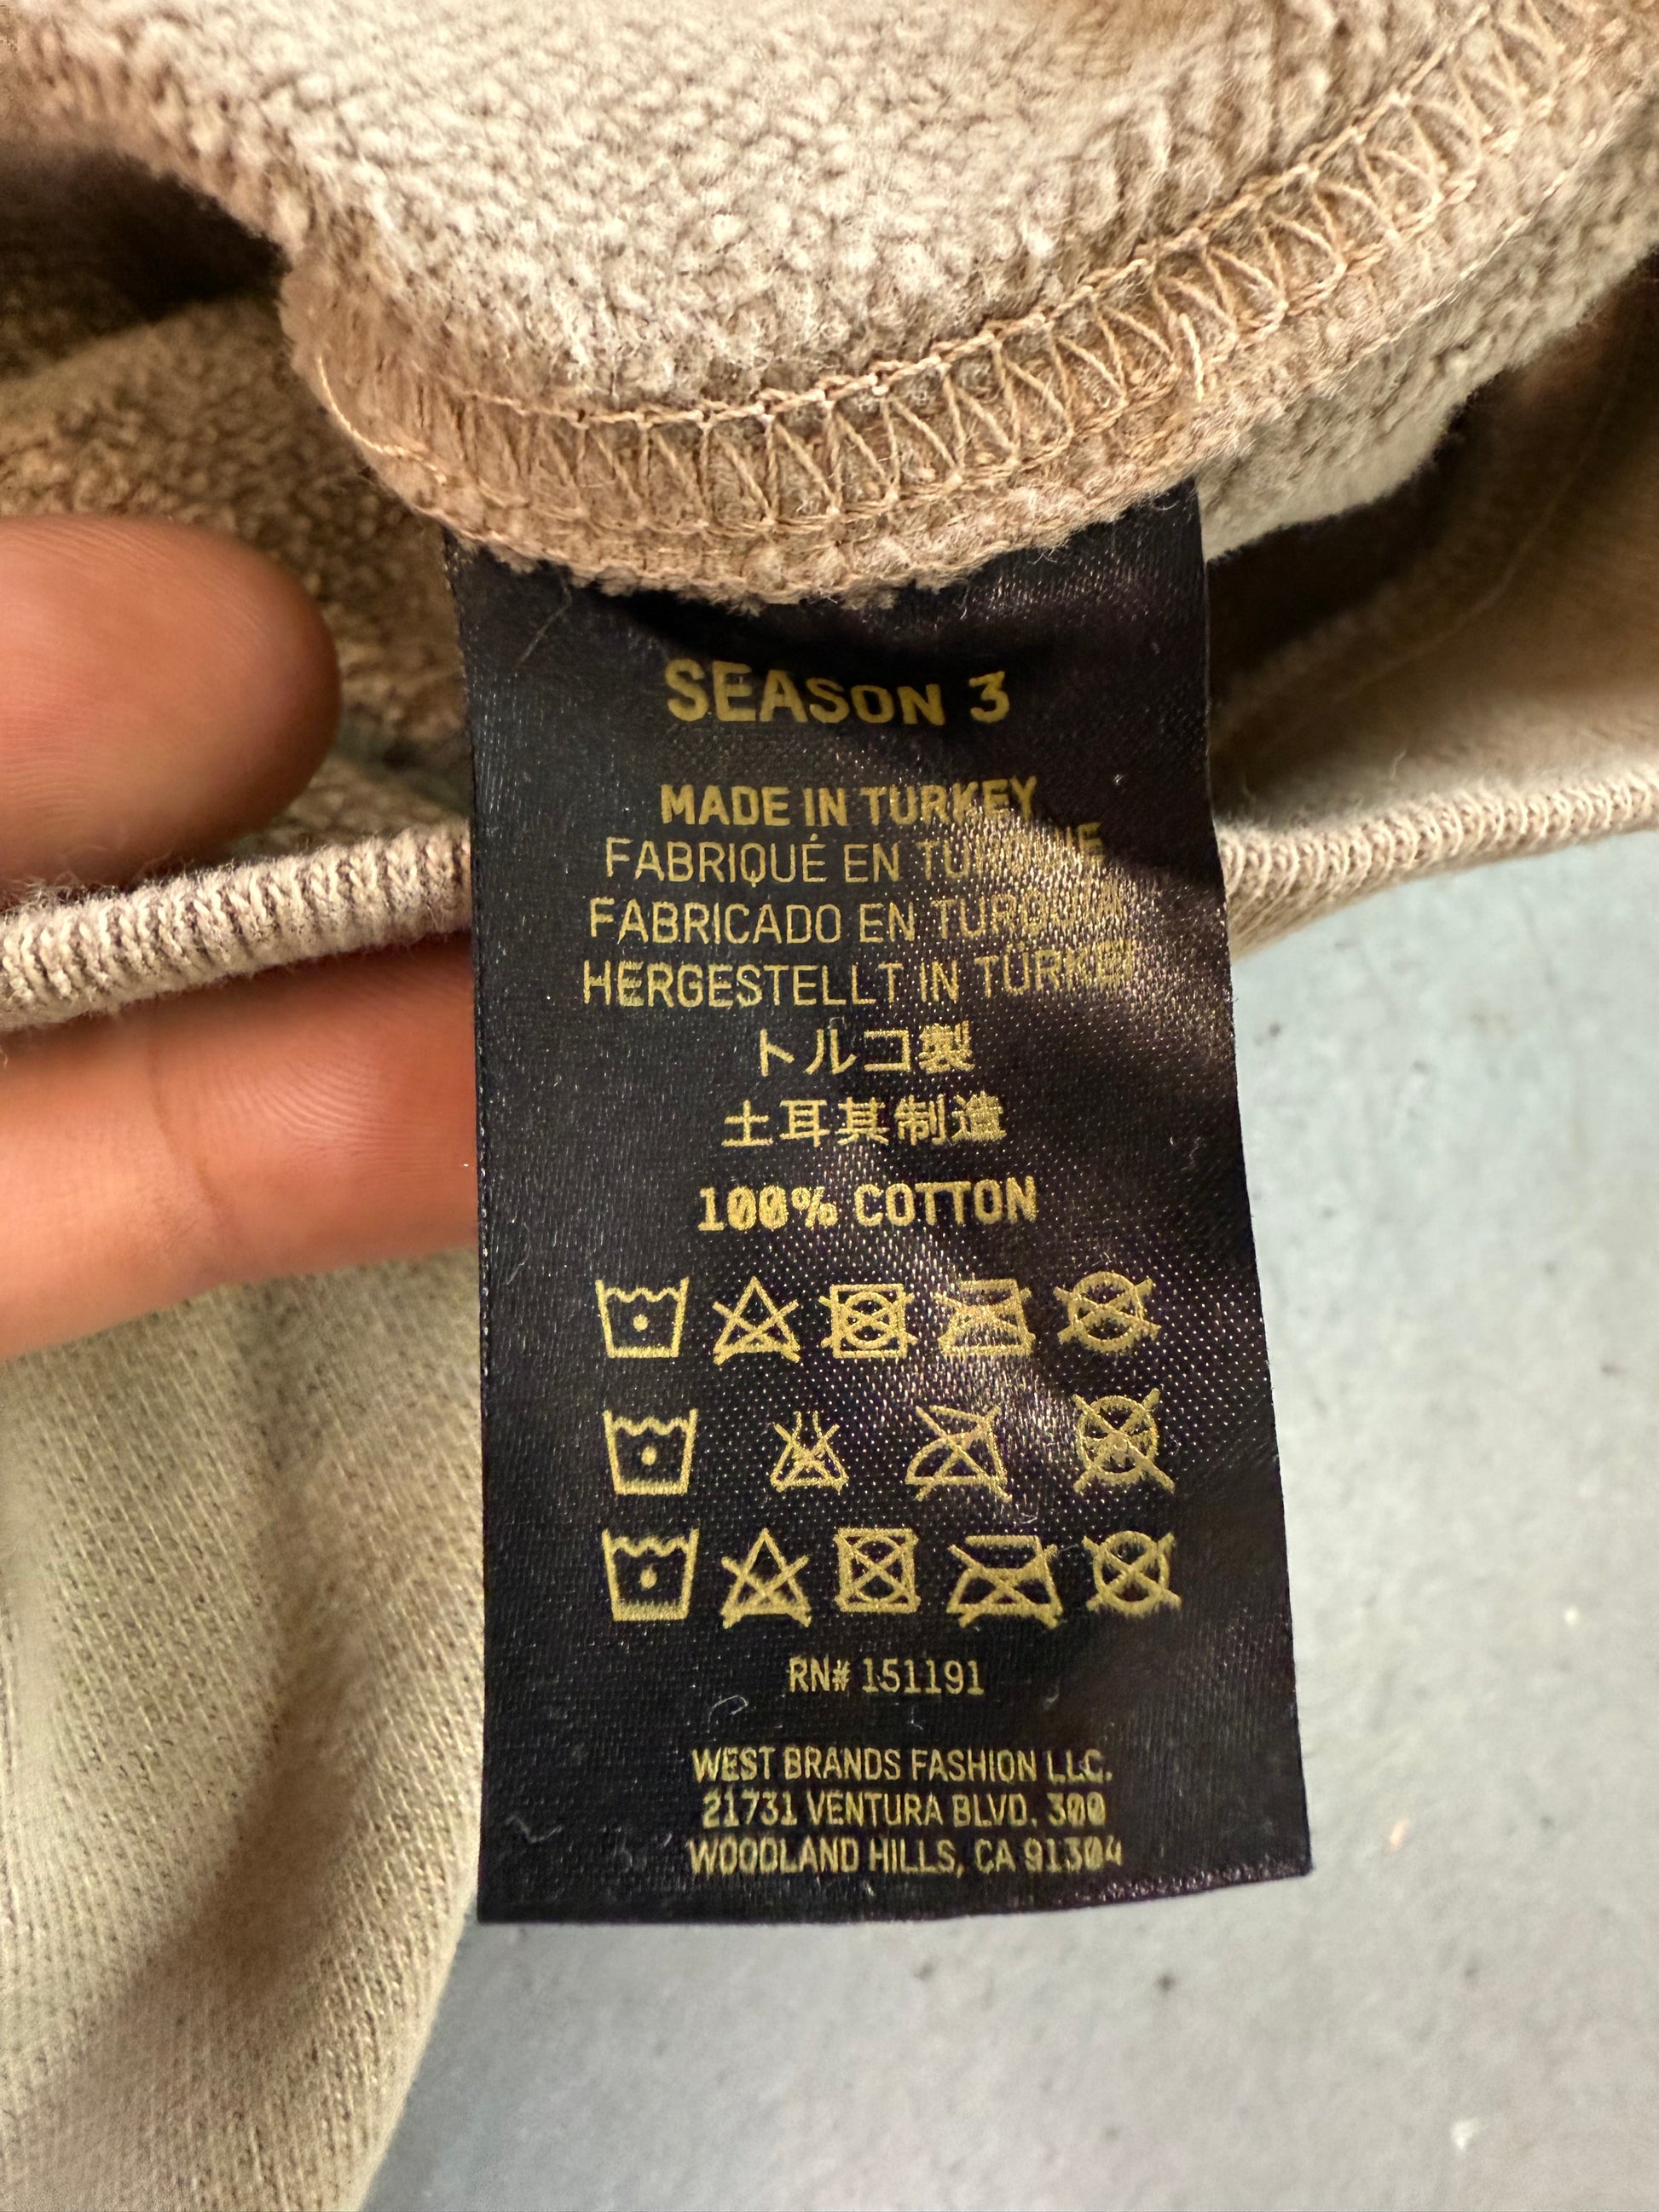 SEASON 3
MADE IN TURKEY
FABRIQUÉ EN TURQUIE
FABRICADO EN TURQUÍA
HERGESTELLT IN TÜRKEI
トルコ製
土耳其制造
100% COTTON
RN# 151191
WEST BRANDS FASHION LLC.
21731 VENTURA BLVD. 300
WOODLAND HILLS, CA 91304